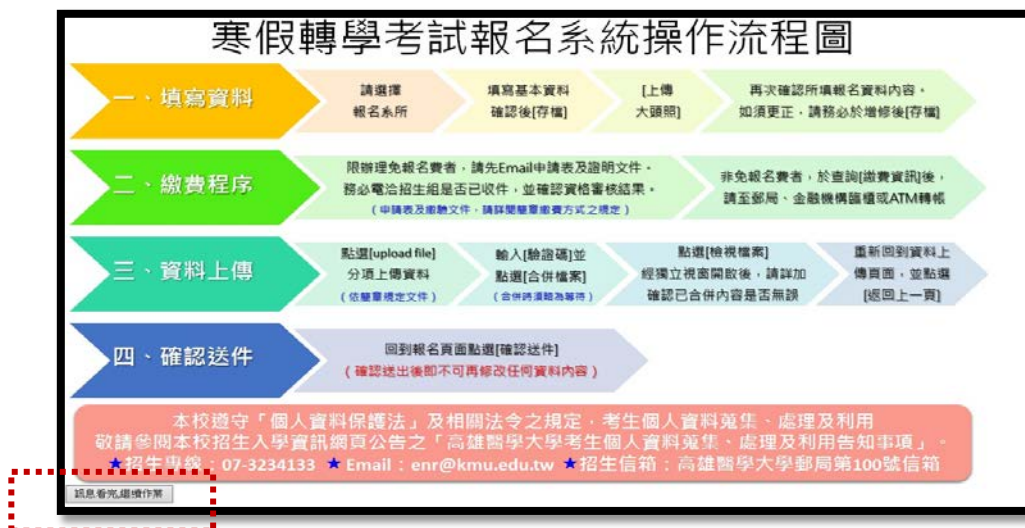 寒假轉學考試報名系統操作流程圖
一、填寫資料
請選擇
報名系所
填寫基本資料
確認後[存檔]
[上傳
大頭照]
再次確認所填報名資料內容。
如須更正，請務必於增修後[存檔]
二、繳費程序
限辦理免報名費者，請先Email申請表及證明文件。
務必電洽招生組是否已收件，並確認資格審核結果。
(申請表及繳驗文件，請詳閱簡章繳費方式之規定)
非免報名費者，於查詢[繳費資訊]後，
請至郵局、金融機構臨櫃或ATM轉帳
三、資料上傳
點選[upload file]
分項上傳資料
(依簡章規定文件)
輸入[驗證碼]並
點選[合併檔案]
(合併時須略為等待)
點選[檢視檔案]
經獨立視窗開啟後，請詳加
確認已合併內容是否無誤
重新回到資料上
傳頁面，並點選
[返回上一頁]
四、確認送件
回到報名頁面點選[確認送件]
(確認送出後即不可再修改任何資料內容)
本校遵守「個人資料保護法」及相關法令之規定，考生個人資料蒐集、處理及利用
敬請參閱本校招生入學資訊網頁公告之「高雄醫學大學考生個人資料蒐集、處理及利用告知事項」。
★招生專線：07-3234133 ★Email：enr@kmu.edu.tw ★招生信箱：高雄醫學大學郵局第100號信箱
訊息看完,繼續作業